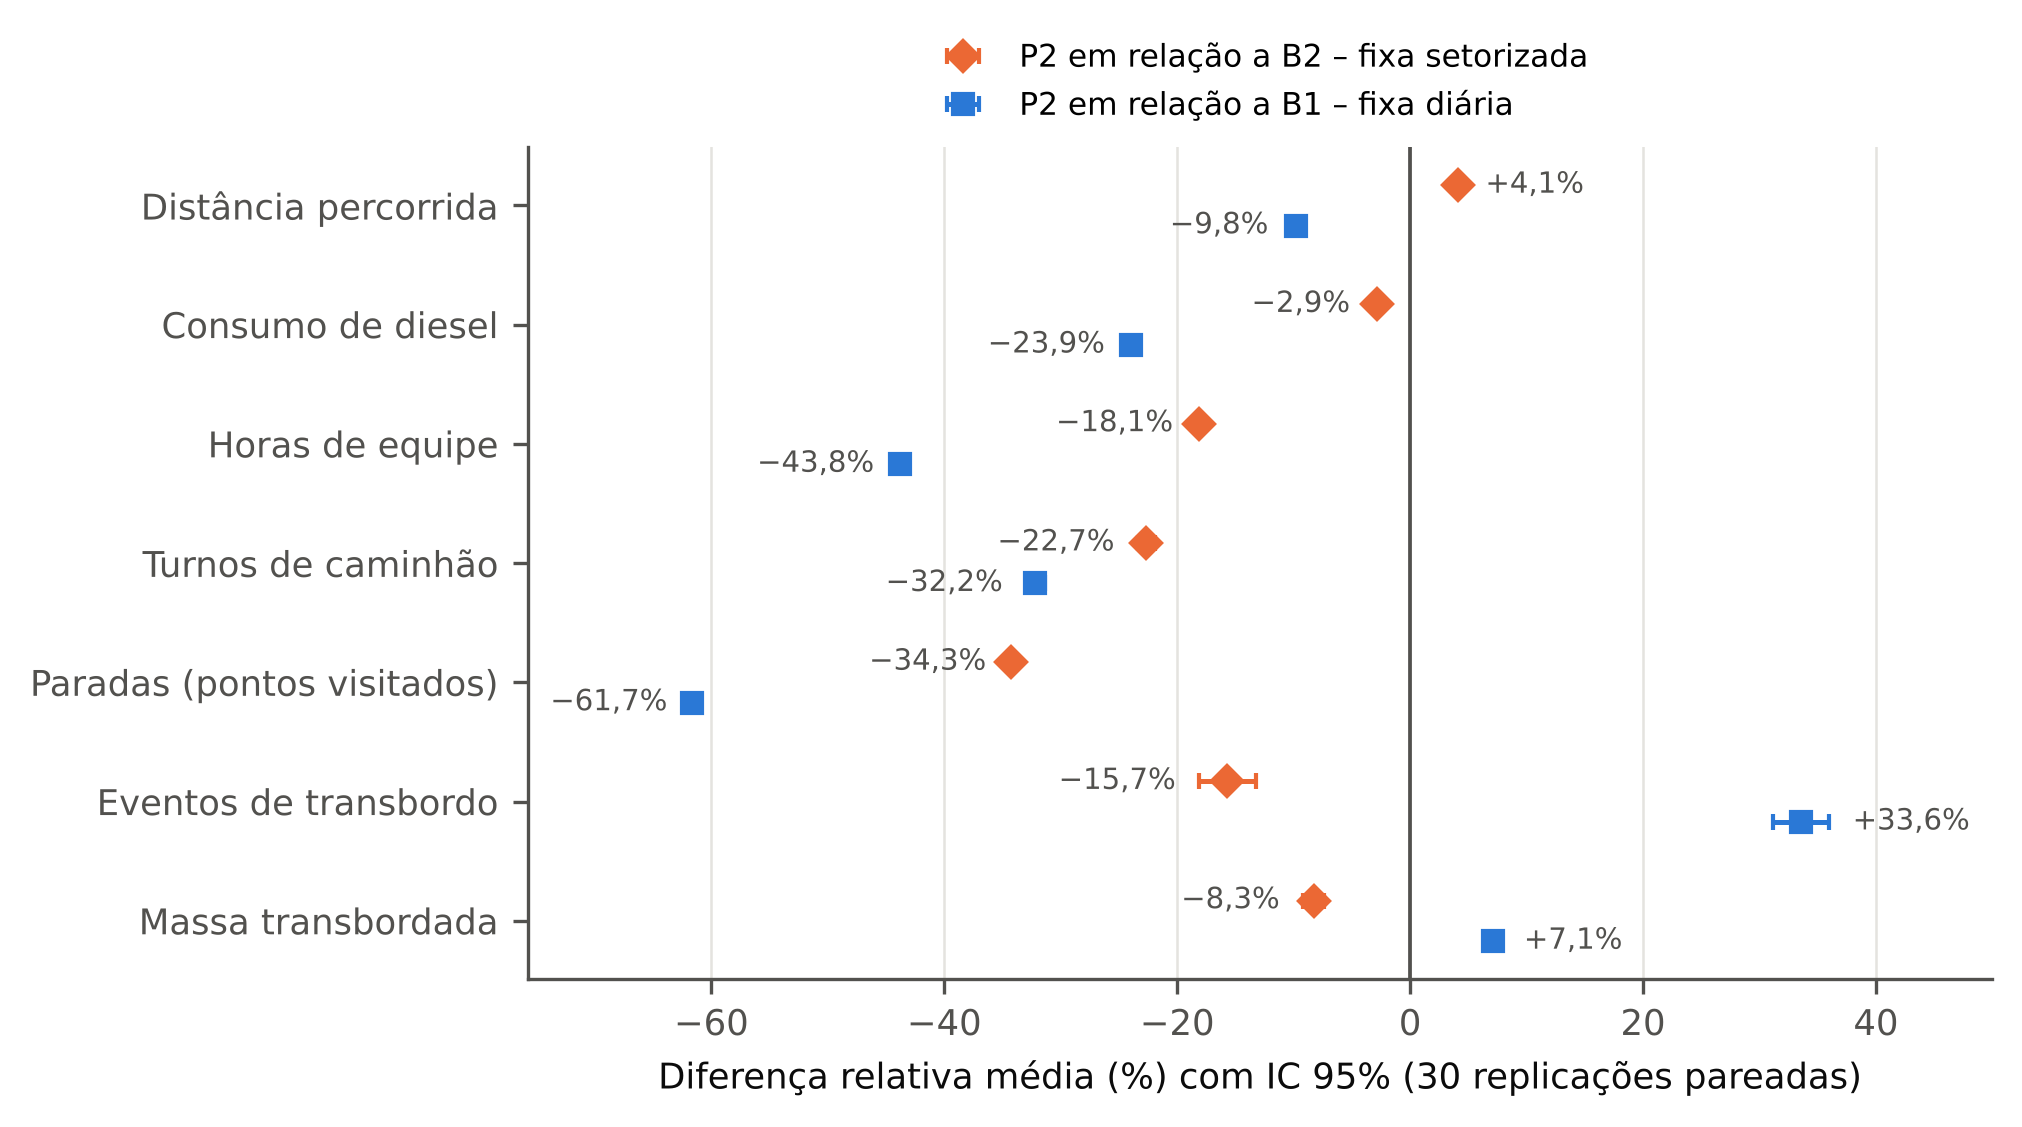 P2 em relação a B2 – fixa setorizada
P2 em relação a B1 – fixa diária
Distância percorrida
+4,1%
−9,8%
Consumo de diesel
−2,9%
−23,9%
Horas de equipe
−18,1%
−43,8%
Turnos de caminhão
−22,7%
−32,2%
Paradas (pontos visitados)
−34,3%
−61,7%
Eventos de transbordo
−15,7%
+33,6%
Massa transbordada
−8,3%
+7,1%
−60 −40 −20 0 20 40
Diferença relativa média (%) com IC 95% (30 replicações pareadas)